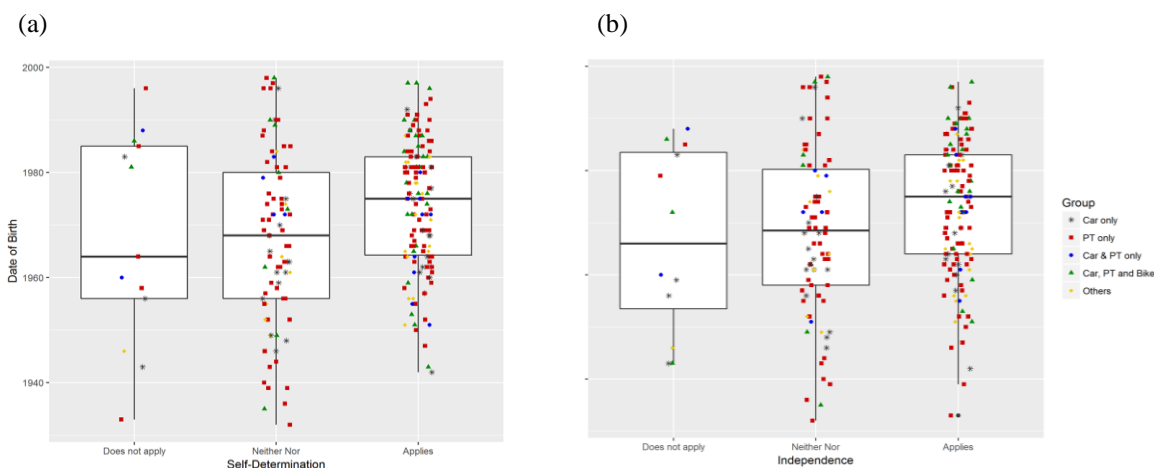 (a)
(b)
2000
1980
1960
1940
Date of Birth
Does not apply
Neither Nor
Applies
Self-Determination
Does not apply
Neither Nor
Applies
Independence
Group
Car only
PT only
Car & PT only
Car, PT and Bike
Others